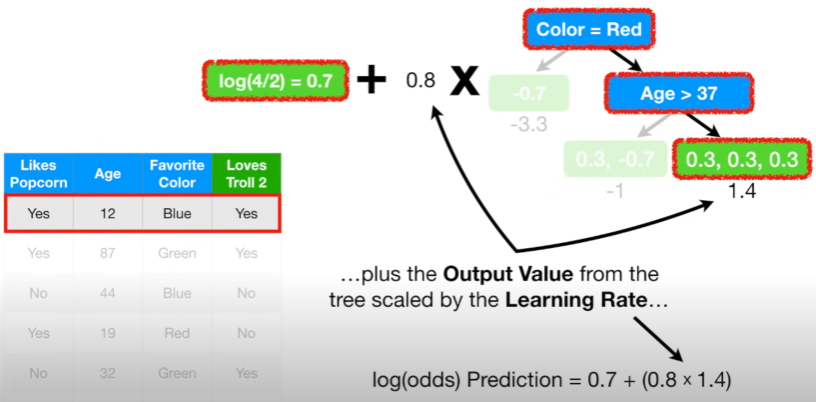 Color = Red
log(4/2) = 0.7 + 0.8 X
-0.7
Age > 37
-3.3
0.3, -0.7 0.3, 0.3, 0.3
-1 1.4
Likes Popcorn Age Favorite Color Loves Troll 2
Yes 12 Blue Yes
Yes 87 Green Yes
No 44 Blue No
Yes 19 Red No
No 32 Green Yes
…plus the Output Value from the
tree scaled by the Learning Rate…
log(odds) Prediction = 0.7 + (0.8 x 1.4)